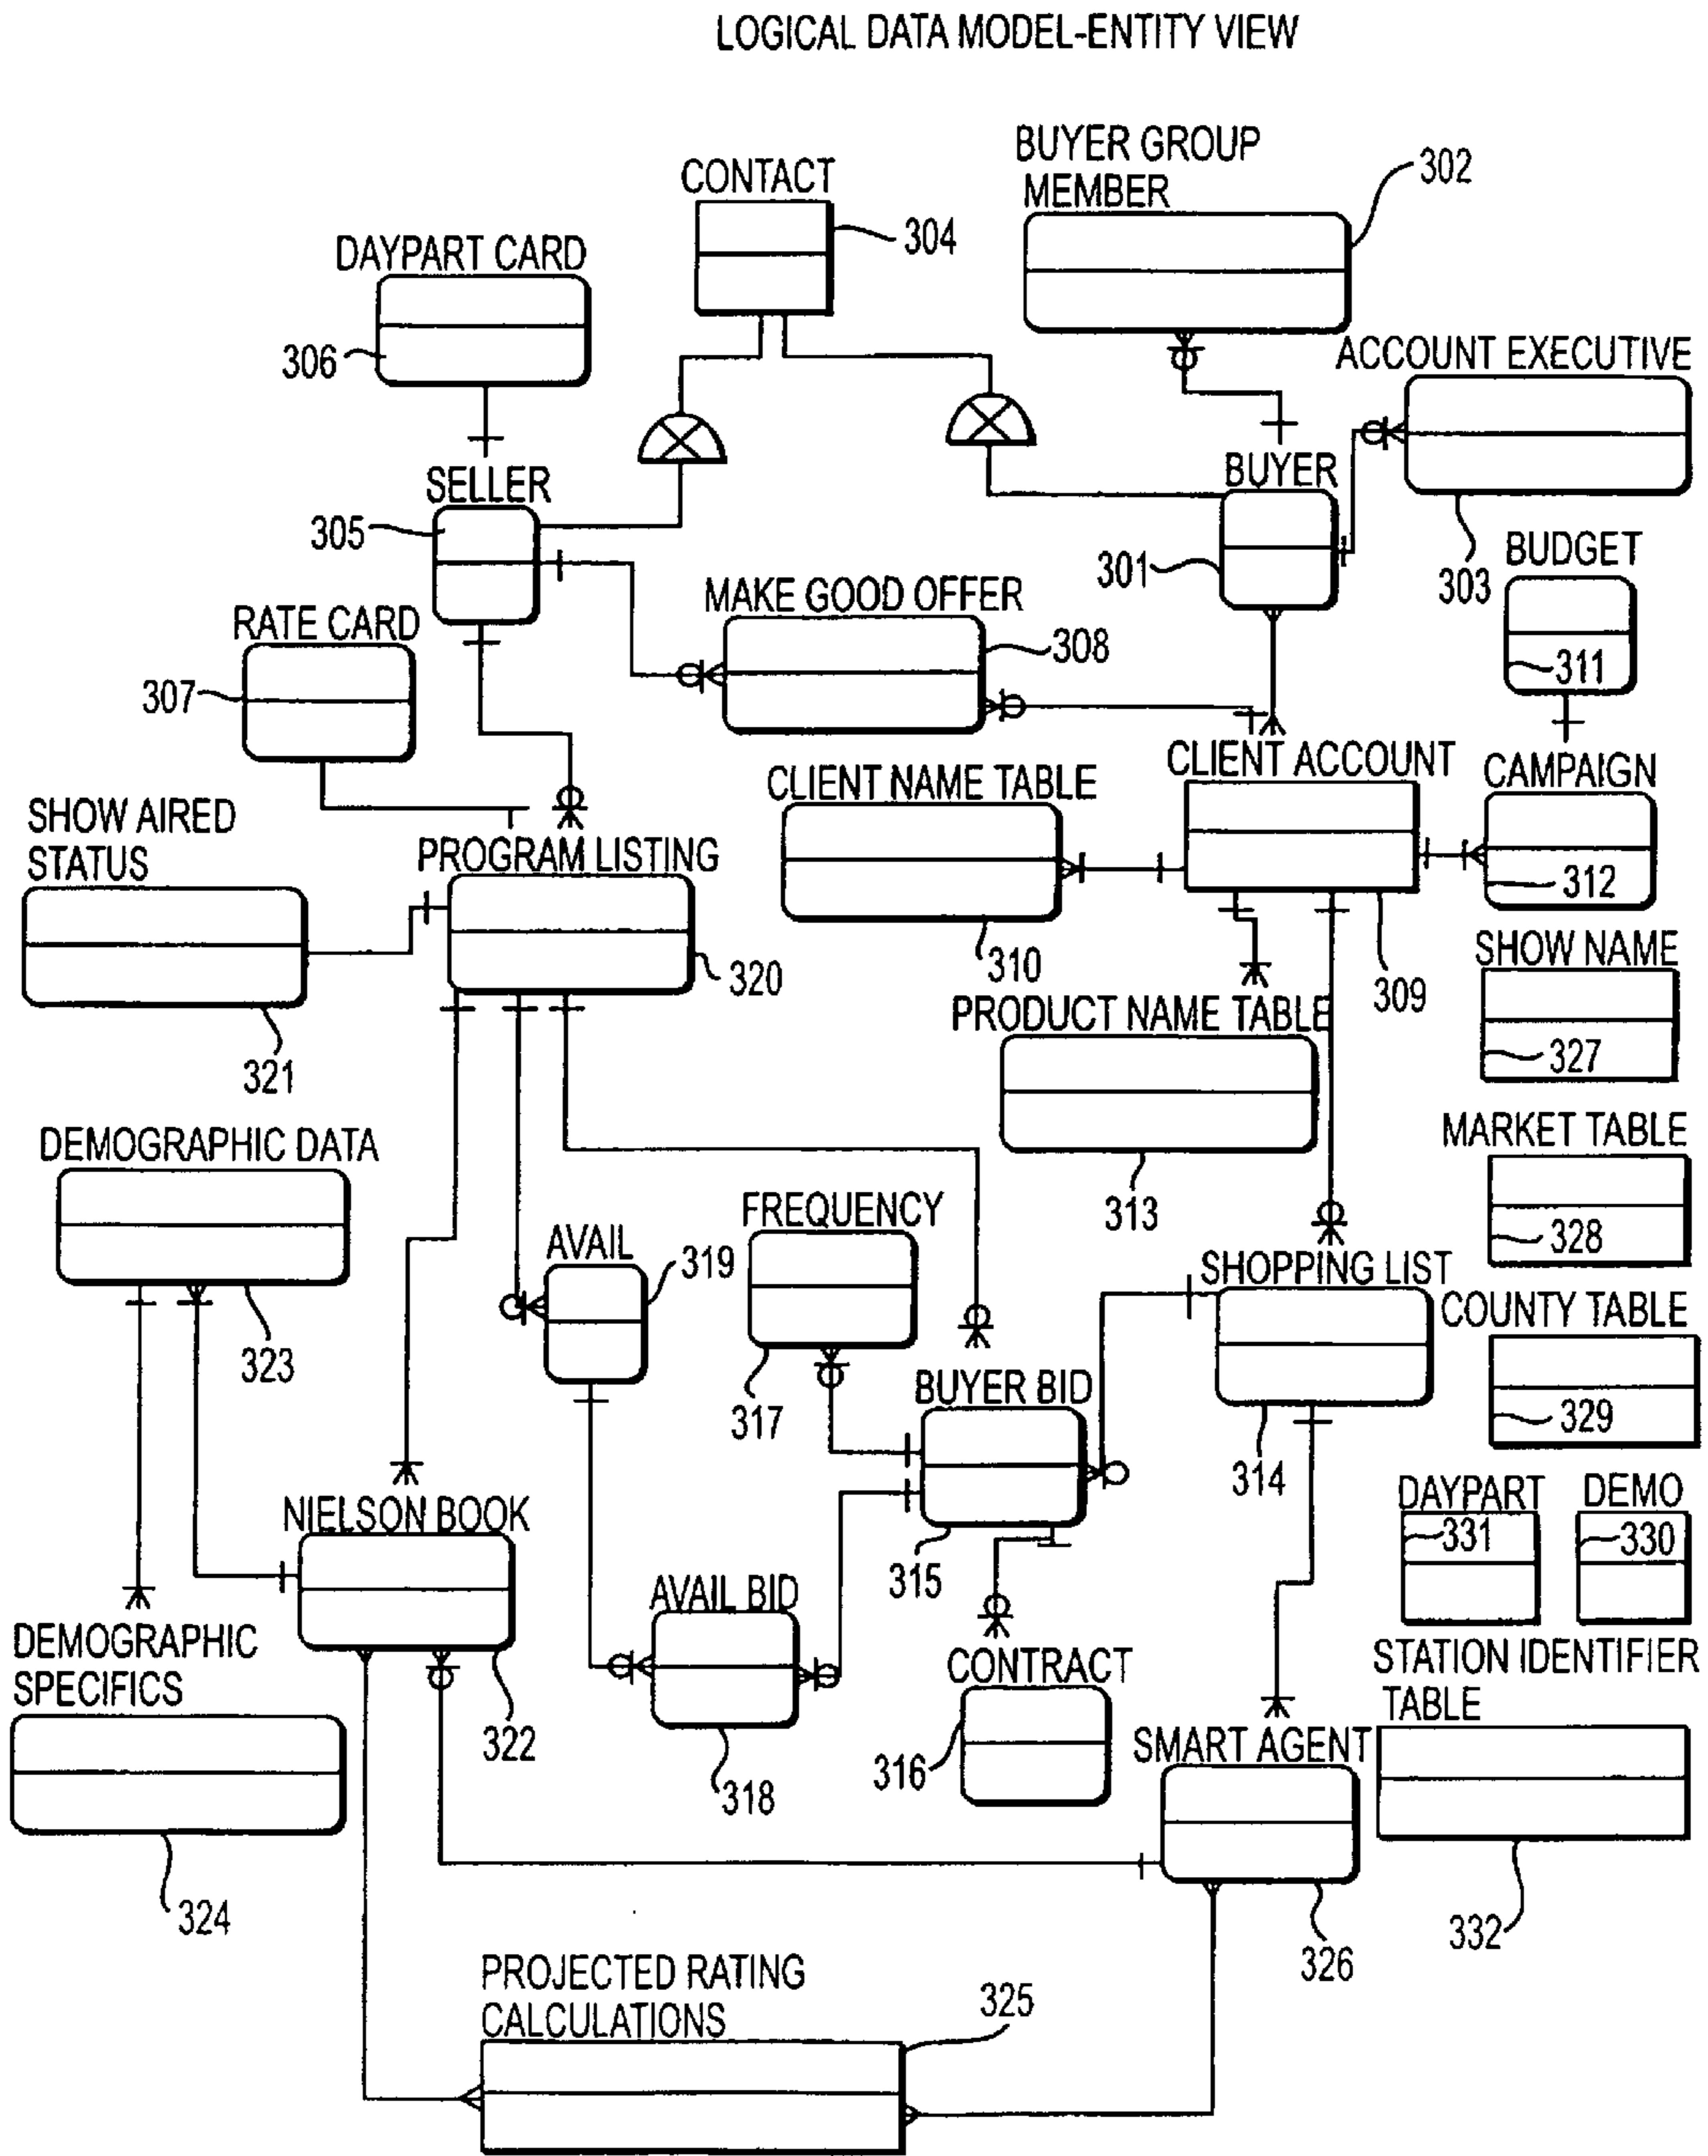 LOGICAL DATA MODEL-ENTITY VIEW
BUYER GROUP
MEMBER
302
CONTACT
304
DAYPART CARD
306
ACCOUNT EXECUTIVE
303
SELLER
305
BUYER
301
BUDGET
311
MAKE GOOD OFFER
308
RATE CARD
307
CLIENT ACCOUNT
309
CAMPAIGN
312
CLIENT NAME TABLE
310
SHOW AIRED
STATUS
321
PROGRAM LISTING
320
SHOW NAME
327
PRODUCT NAME TABLE
313
MARKET TABLE
328
DEMOGRAPHIC DATA
323
FREQUENCY
317
AVAIL
319
SHOPPING LIST
314
COUNTY TABLE
329
BUYER BID
315
DAYPART
331
DEMO
330
NIELSON BOOK
322
AVAIL BID
318
DEMOGRAPHIC
SPECIFICS
324
CONTRACT
316
STATION IDENTIFIER
TABLE
332
SMART AGENT
326
PROJECTED RATING
CALCULATIONS
325